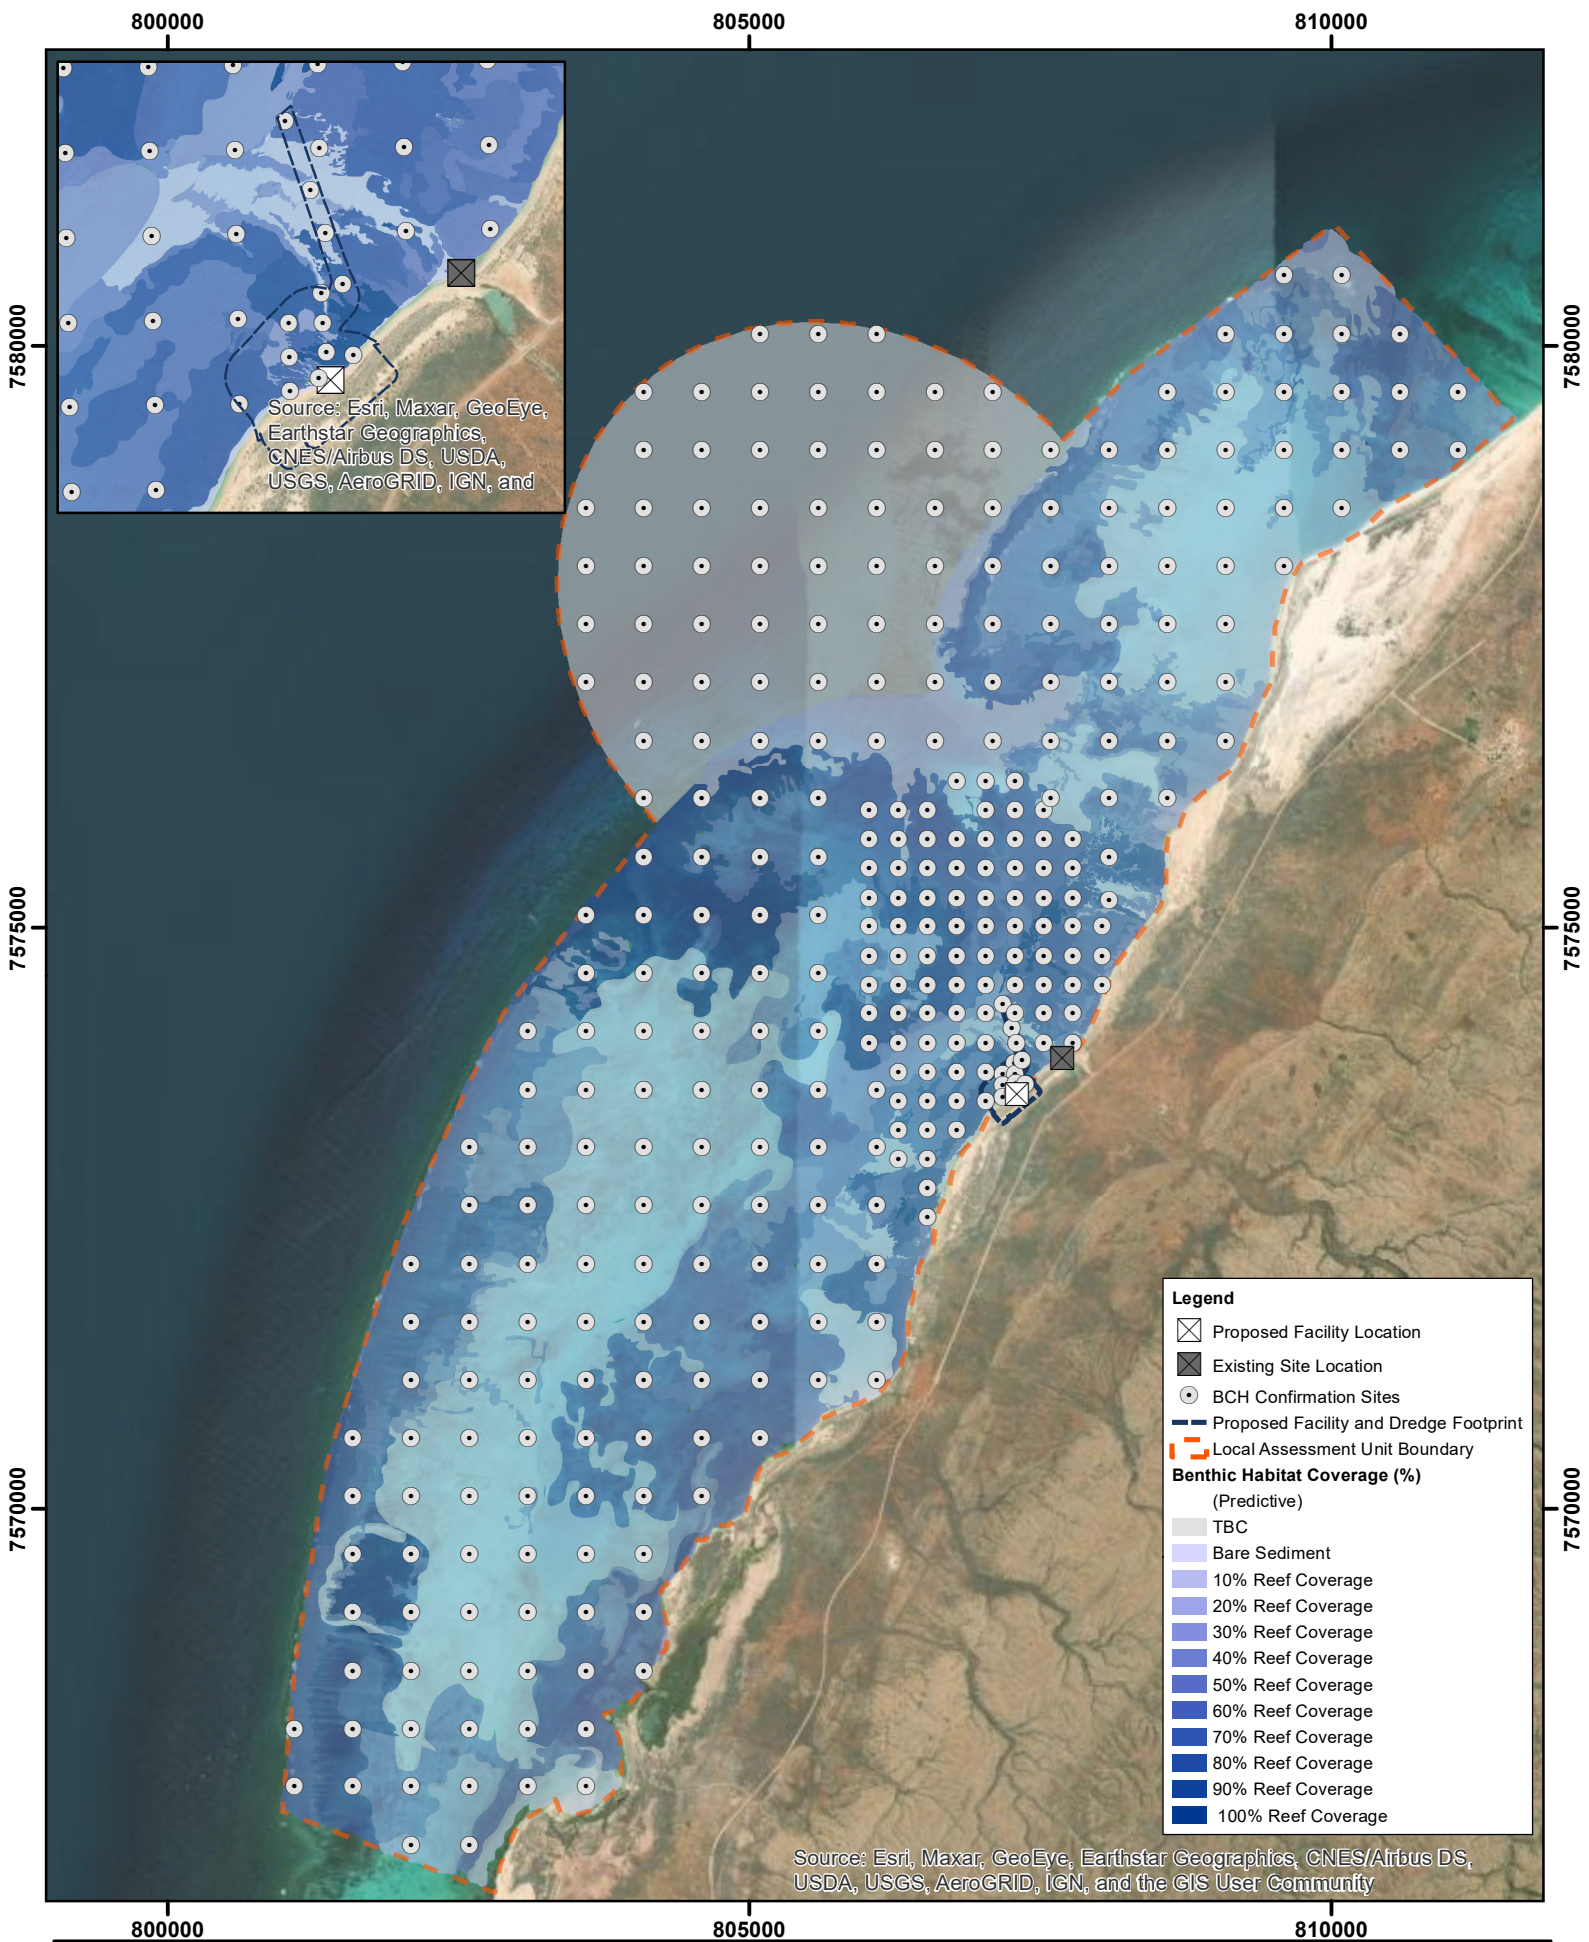 800000
805000
810000
7580000
7580000
7575000
7575000
7570000
7570000
Source: Esri, Maxar, GeoEye,
Earthstar Geographics,
CNES/Airbus DS, USDA,
USGS, AeroGRID, IGN, and
Legend
Proposed Facility Location
Existing Site Location
BCH Confirmation Sites
Proposed Facility and Dredge Footprint
Local Assessment Unit Boundary
Benthic Habitat Coverage (%)
(Predictive)
TBC
Bare Sediment
10% Reef Coverage
20% Reef Coverage
30% Reef Coverage
40% Reef Coverage
50% Reef Coverage
60% Reef Coverage
70% Reef Coverage
80% Reef Coverage
90% Reef Coverage
100% Reef Coverage
Source: Esri, Maxar, GeoEye, Earthstar Geographics, CNES/Airbus DS,
USDA, USGS, AeroGRID, IGN, and the GIS User Community
800000
805000
810000